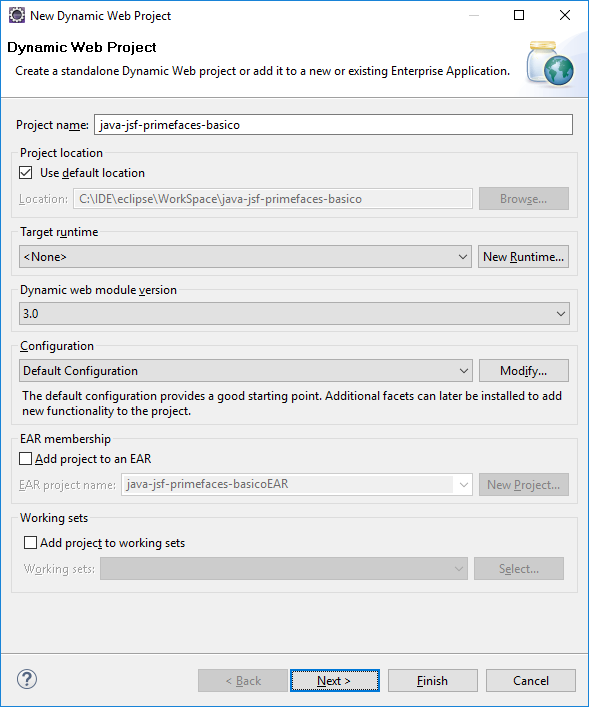 New Dynamic Web Project
Dynamic Web Project
Create a standalone Dynamic Web project or add it to a new or existing Enterprise Application.
Project name: java-jsf-primefaces-basico
Project location
Use default location
Location: C:\IDE\eclipse\WorkSpace\java-jsf-primefaces-basico Browse...
Target runtime
<None> New Runtime...
Dynamic web module version
3.0
Configuration
Default Configuration Modify...
The default configuration provides a good starting point. Additional facets can later be installed to add
new functionality to the project.
EAR membership
Add project to an EAR
EAR project name: java-jsf-primefaces-basicoEAR New Project...
Working sets
Add project to working sets
Working sets: Select...
? < Back Next > Finish Cancel